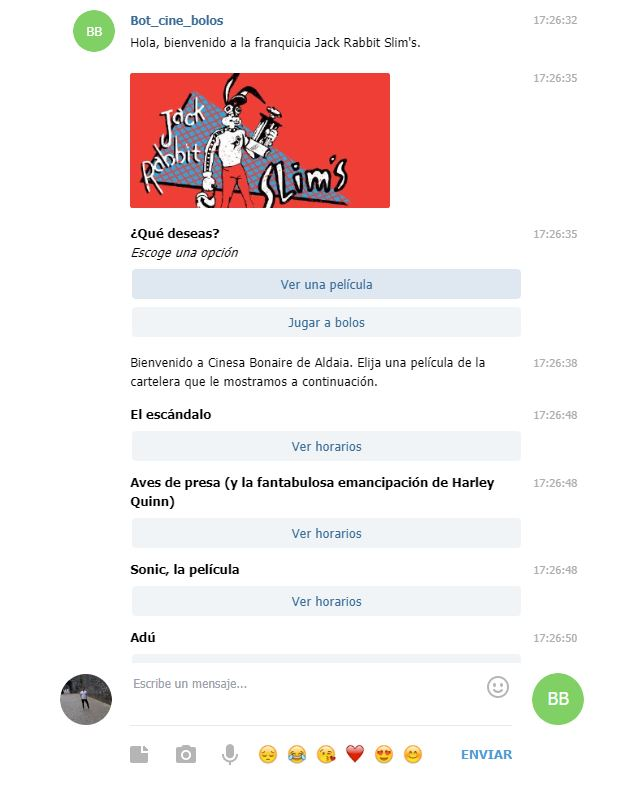 BB
Bot_cine_bolos
17:26:32
Hola, bienvenido a la franquicia Jack Rabbit Slim's.
17:26:35
Jack
Rabbit
Slim's
¿Qué deseas?
17:26:35
Escoge una opción
Ver una película
Jugar a bolos
Bienvenido a Cinesa Bonaire de Aldaia. Elija una película de la
17:26:38
cartelera que le mostramos a continuación.
El escándalo
17:26:48
Ver horarios
Aves de presa (y la fantabulosa emancipación de Harley
17:26:48
Quinn)
Ver horarios
Sonic, la película
17:26:48
Ver horarios
Adú
17:26:50
Escribe un mensaje...
BB
ENVIAR